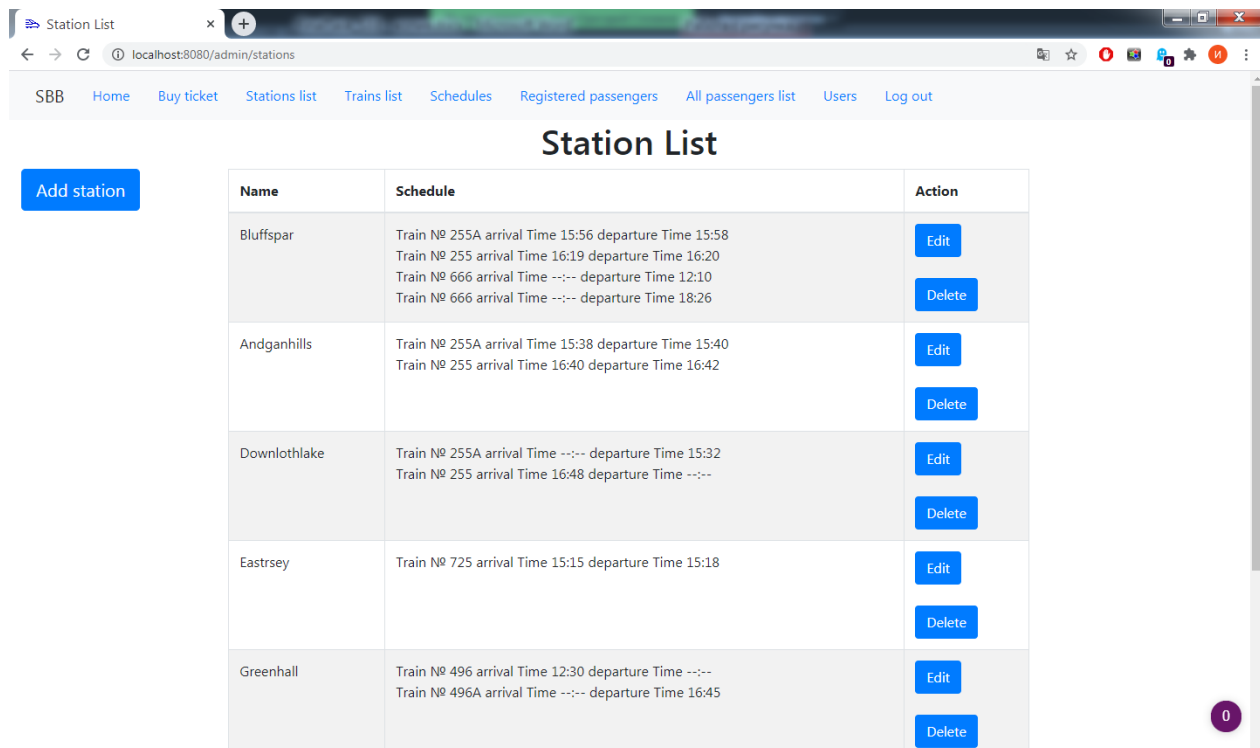 Station List
localhost:8080/admin/stations
0
И
SBB Home Buy ticket Stations list Trains list Schedules Registered passengers All passengers list Users Log out
Station List
Add station
Name Schedule Action
Bluffspar
Train № 255A arrival Time 15:56 departure Time 15:58
Train № 255 arrival Time 16:19 departure Time 16:20
Train № 666 arrival Time --:-- departure Time 12:10
Train № 666 arrival Time --:-- departure Time 18:26
Edit
Delete
Andganhills
Train № 255A arrival Time 15:38 departure Time 15:40
Train № 255 arrival Time 16:40 departure Time 16:42
Edit
Delete
Downlothlake
Train № 255A arrival Time --:-- departure Time 15:32
Train № 255 arrival Time 16:48 departure Time --:--
Edit
Delete
Eastrsey
Train № 725 arrival Time 15:15 departure Time 15:18
Edit
Delete
Greenhall
Train № 496 arrival Time 12:30 departure Time --:--
Train № 496A arrival Time --:-- departure Time 16:45
Edit
Delete
0